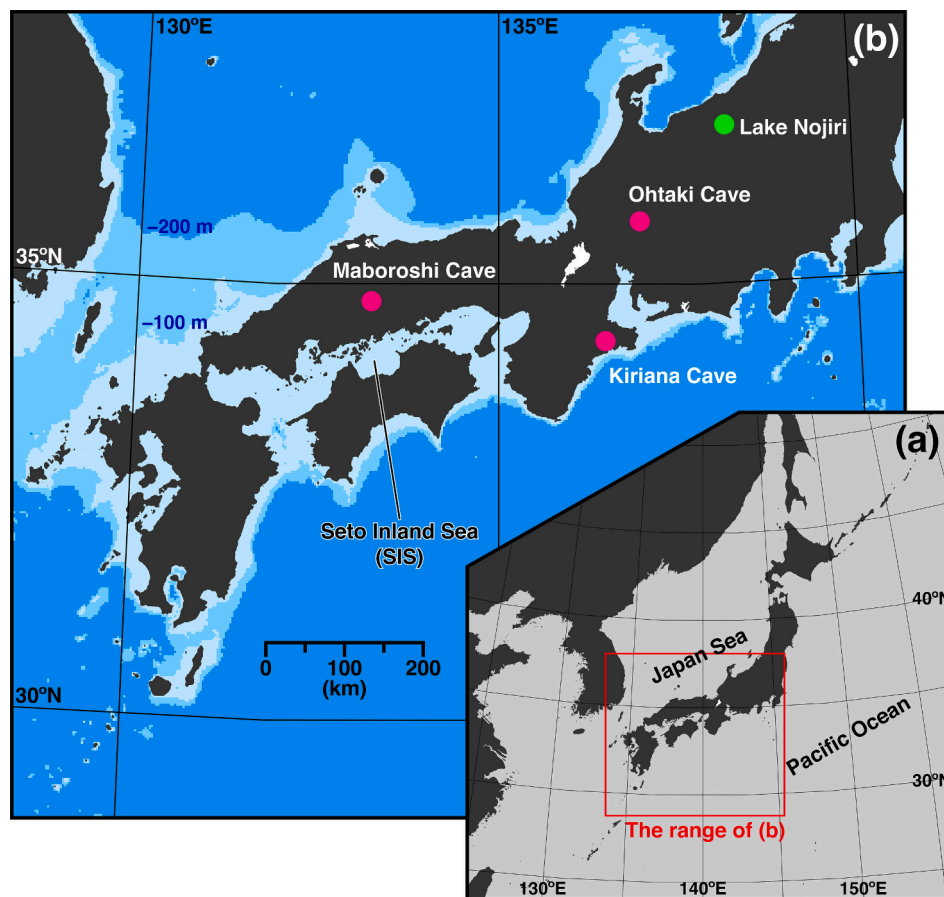 130ºE
135ºE
(b)
Lake Nojiri
Ohtaki Cave
−200 m
35ºN
Maboroshi Cave
−100 m
Kiriana Cave
Seto Inland Sea
(SIS)
0 100 200
(km)
30ºN
(a)
40ºN
Japan Sea
Pacific Ocean
30ºN
The range of (b)
130ºE
140ºE
150ºE